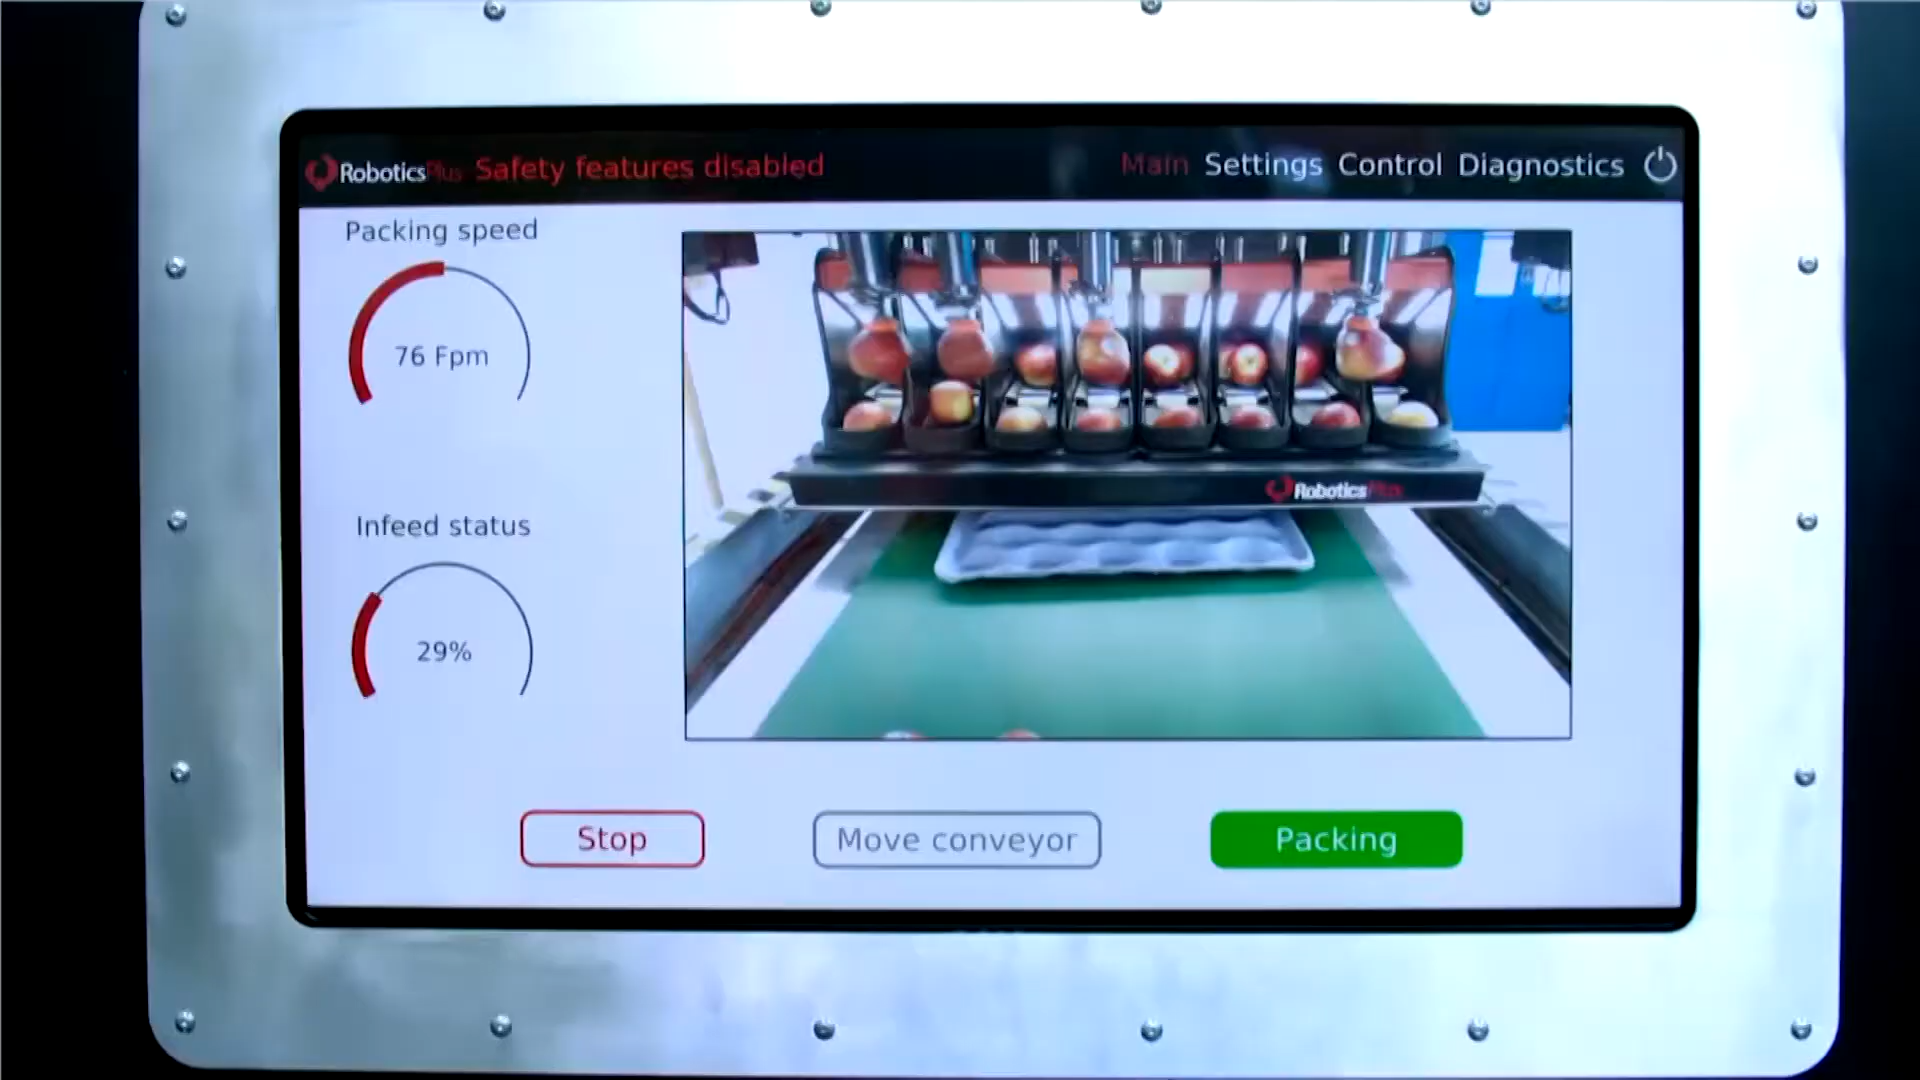 RoboticsPlus Safety features disabled Main Settings Control Diagnostics
Packing speed
76 Fpm
Infeed status
29%
RoboticsPlus
Stop Move conveyor Packing